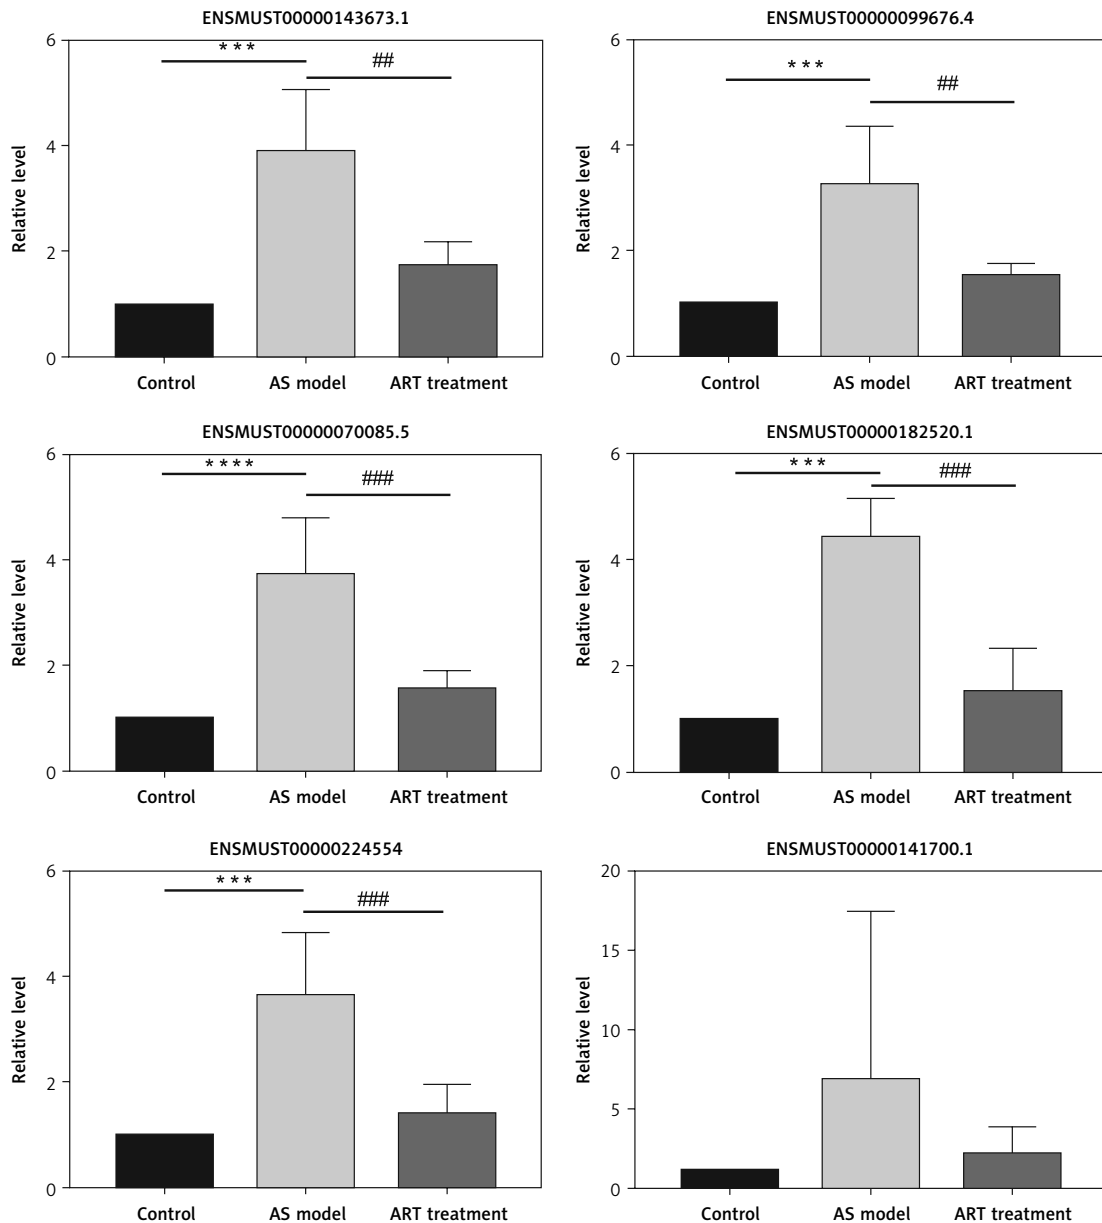 ENSMUST00000143673.1
6
4
2
0
Relative level
***
##
Control AS model ART treatment
ENSMUST00000099676.4
6
4
2
0
Relative level
***
##
Control AS model ART treatment
ENSMUST00000070085.5
6
4
2
0
Relative level
****
###
Control AS model ART treatment
ENSMUST00000182520.1
6
4
2
0
Relative level
***
###
Control AS model ART treatment
ENSMUST00000224554
6
4
2
0
Relative level
***
###
Control AS model ART treatment
ENSMUST00000141700.1
20
15
10
5
0
Relative level
Control AS model ART treatment